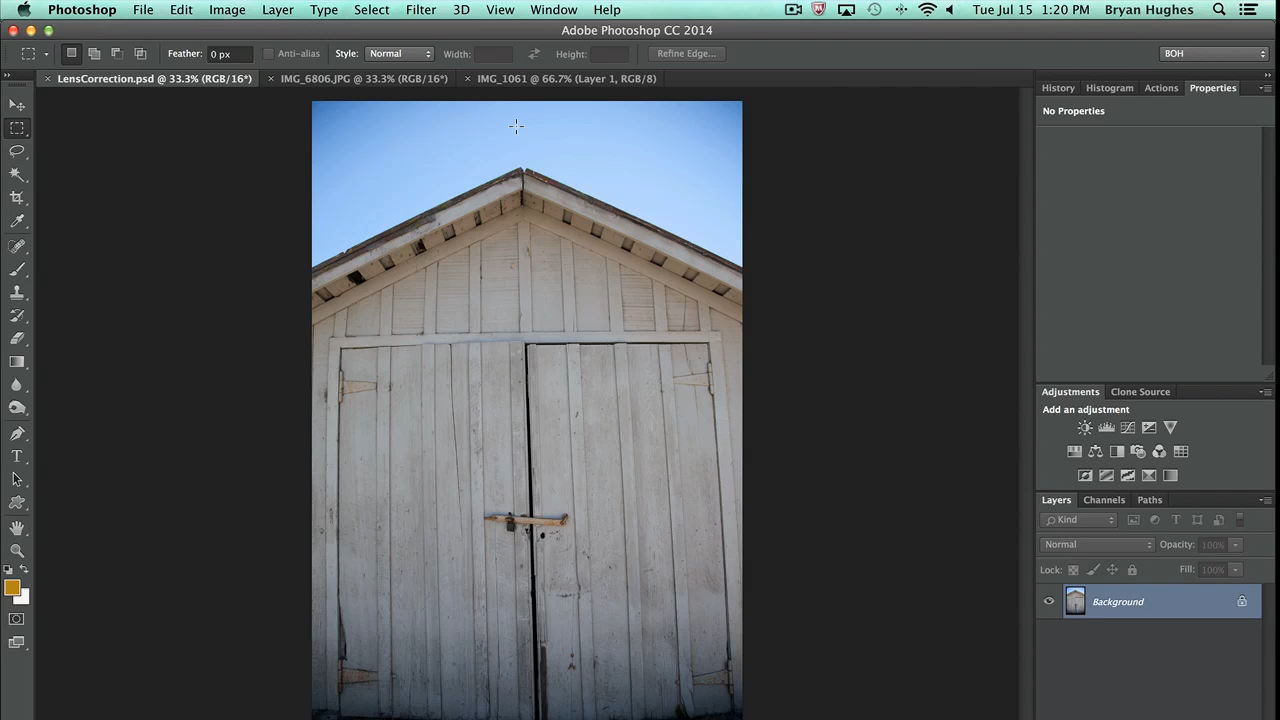 Photoshop File Edit Image Layer Type Select Filter 3D View Window Help Tue Jul 15 1:20 PM Bryan Hughes
Adobe Photoshop CC 2014
Feather: 0 px Anti-alias Style: Normal Width: Height: Refine Edge... BOH
LensCorrection.psd @ 33.3% (RGB/16*) IMG_6806.JPG @ 33.3% (RGB/16*) IMG_1061 @ 66.7% (Layer 1, RGB/8)
History Histogram Actions Properties
No Properties
Adjustments Clone Source
Add an adjustment
Layers Channels Paths
Kind
Normal Opacity: 100%
Lock: Fill: 100%
Background